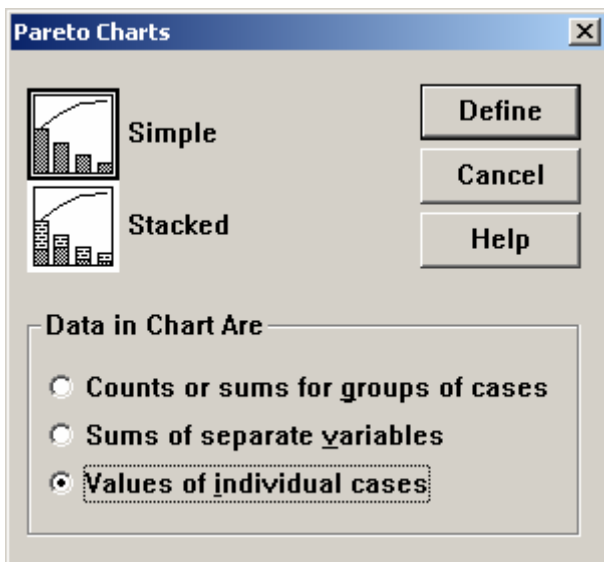 Pareto Charts
Simple
Stacked
Define
Cancel
Help
Data in Chart Are
Counts or sums for groups of cases
Sums of separate variables
Values of individual cases